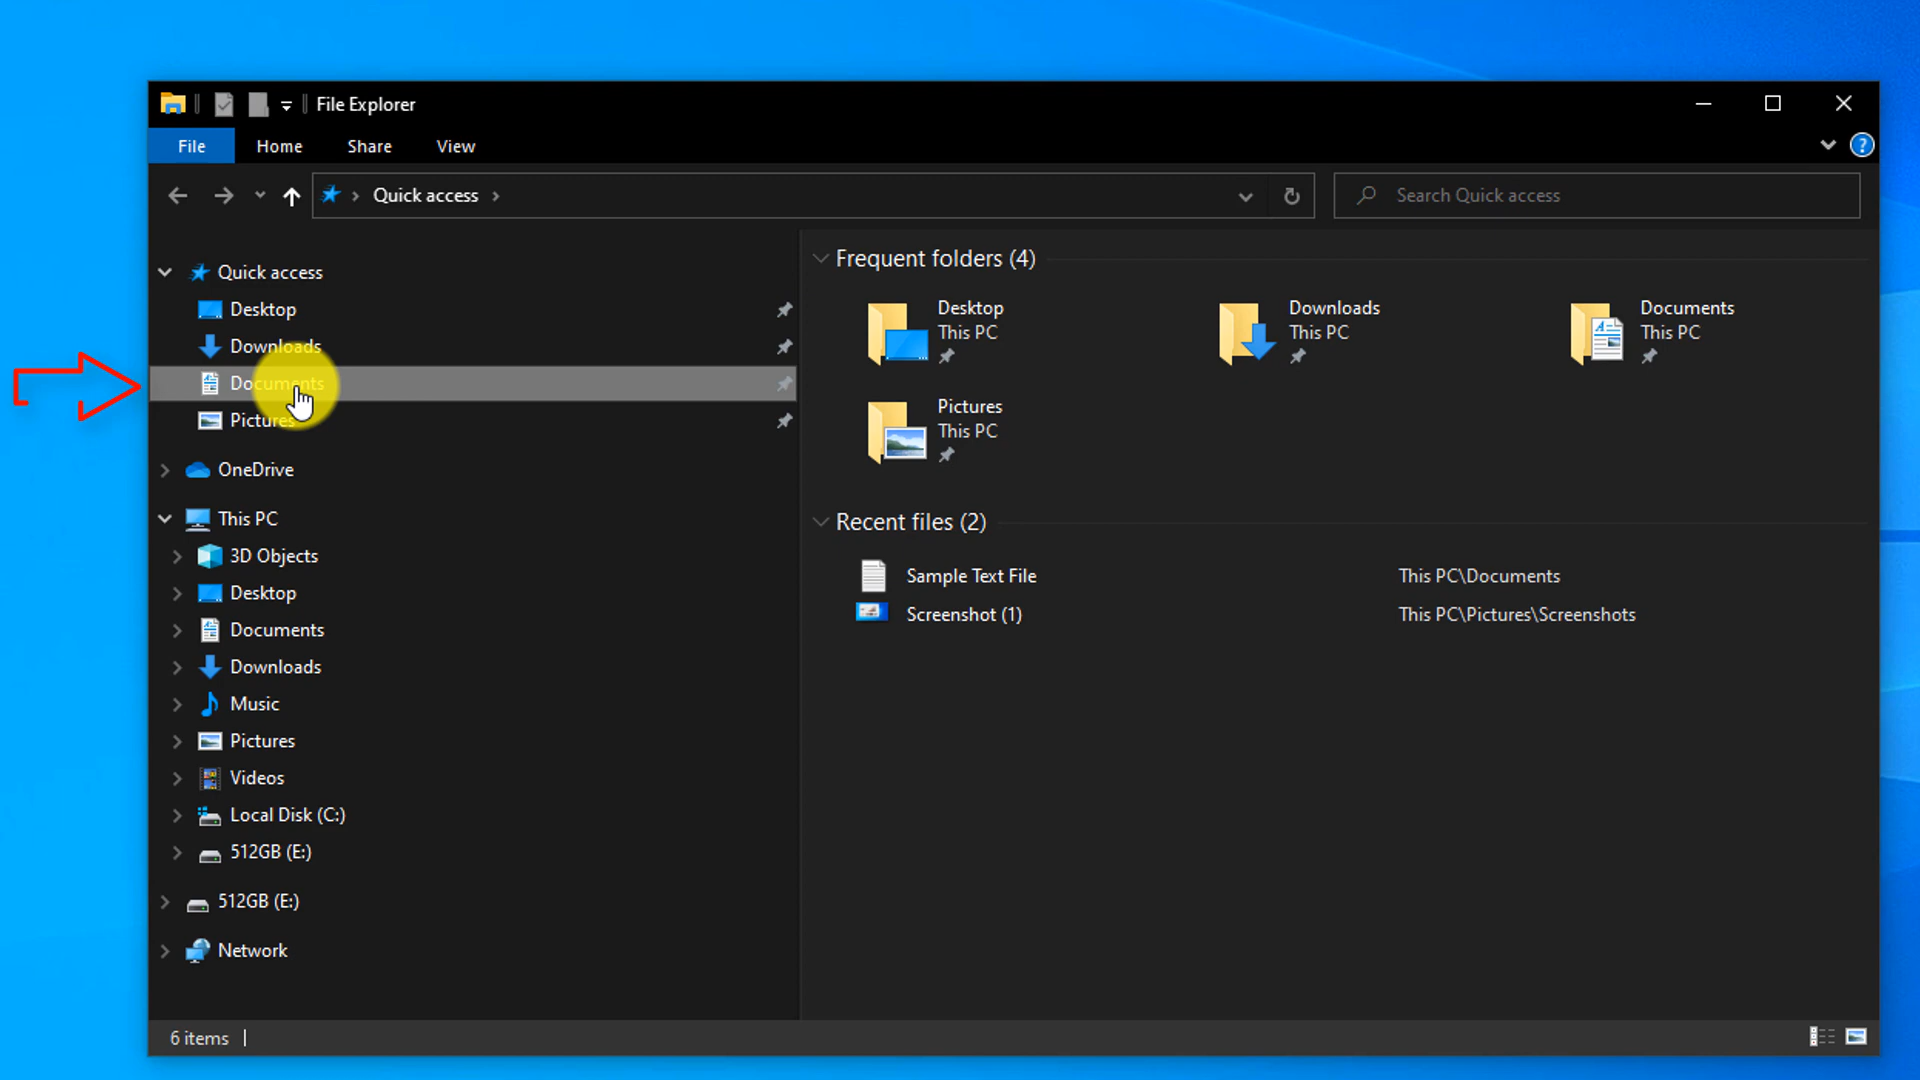 File Explorer
File Home Share View
Quick access
Search Quick access
Quick access
Desktop
Downloads
Documents
Pictures
OneDrive
This PC
3D Objects
Desktop
Documents
Downloads
Music
Pictures
Videos
Local Disk (C:)
512GB (E:)
512GB (E:)
Network
Frequent folders (4)
Desktop
This PC
Downloads
This PC
Documents
This PC
Pictures
This PC
Recent files (2)
Sample Text File This PC\Documents
Screenshot (1) This PC\Pictures\Screenshots
6 items